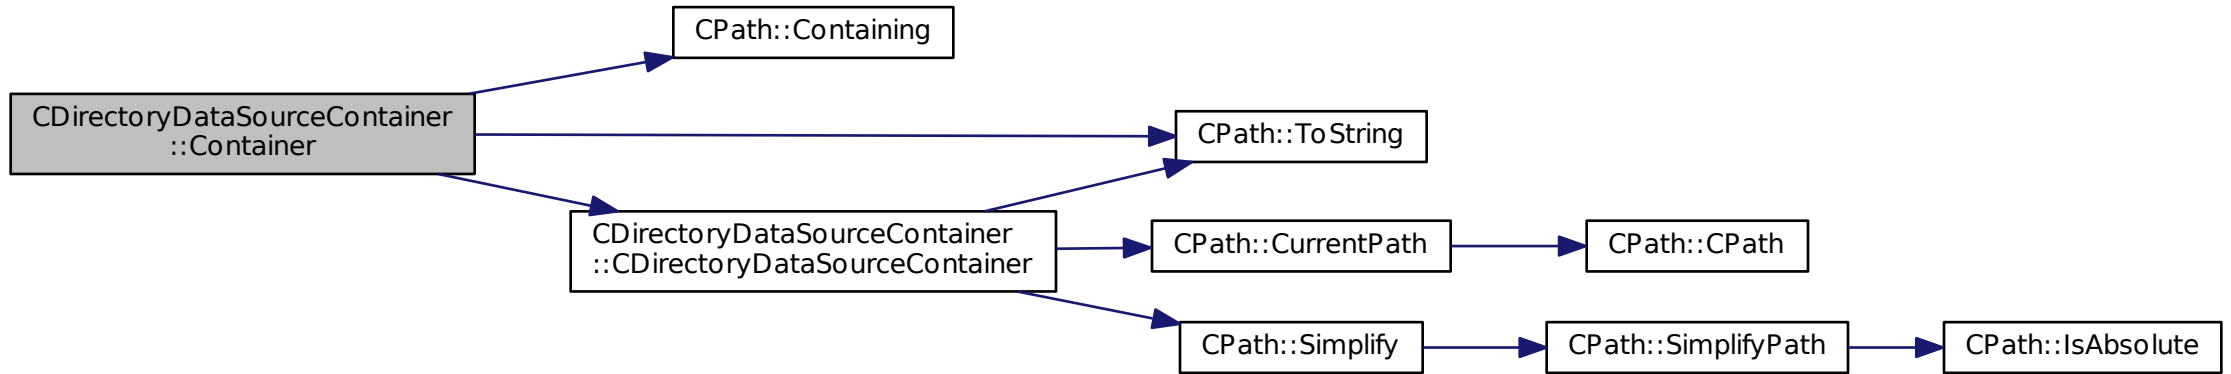 CPath::Containing
CDirectoryDataSourceContainer
::Container
CPath::ToString
CDirectoryDataSourceContainer
::CDirectoryDataSourceContainer
CPath::CurrentPath
CPath::CPath
CPath::Simplify
CPath::SimplifyPath
CPath::IsAbsolute